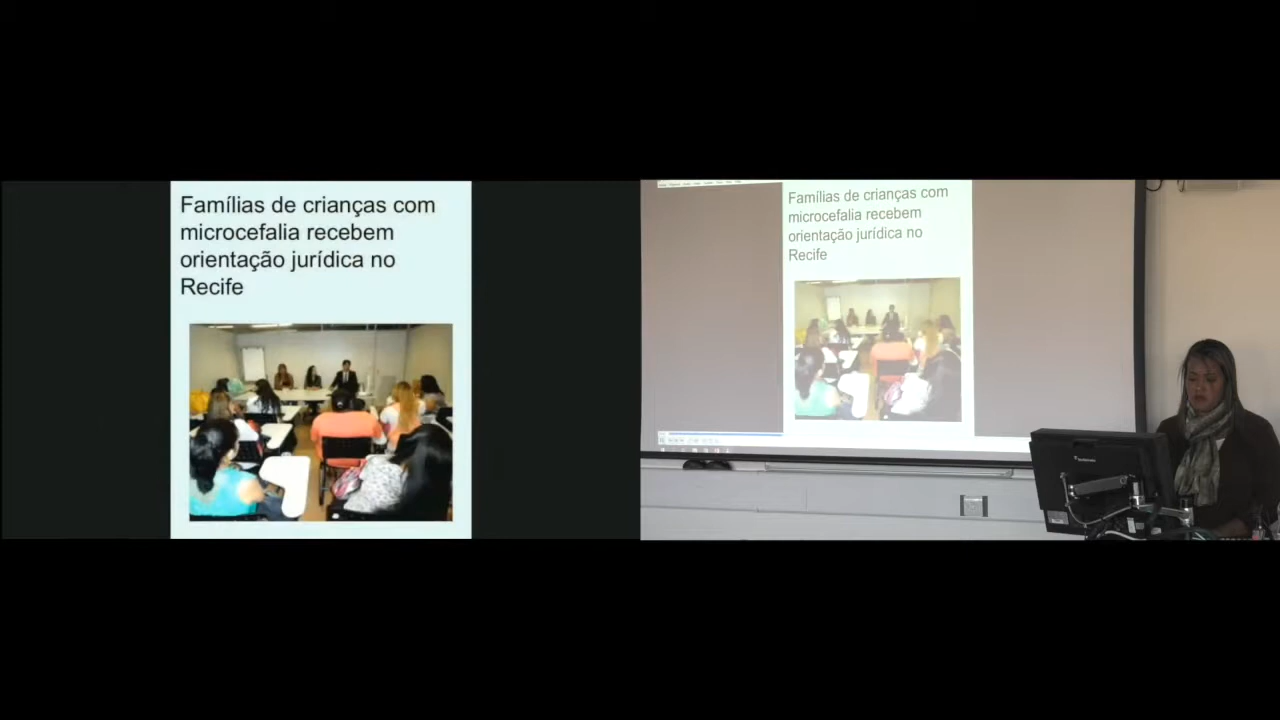 Famílias de crianças com
microcefalia recebem
orientação jurídica no
Recife
Famílias de crianças com
microcefalia recebem
orientação jurídica no
Recife